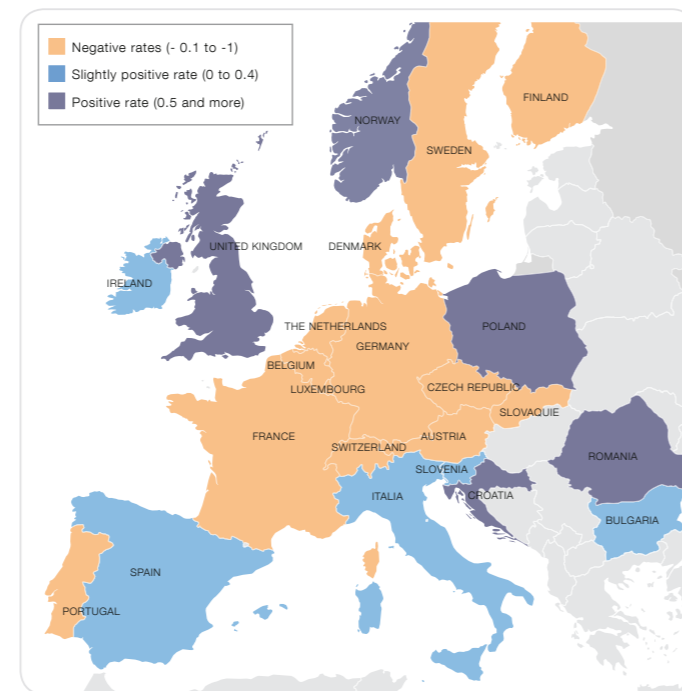 Negative rates (- 0.1 to -1)
Slightly positive rate (0 to 0.4)
Positive rate (0.5 and more)
FINLAND
NORWAY
SWEDEN
UNITED KINGDOM
DENMARK
IRELAND
THE NETHERLANDS
POLAND
GERMANY
BELGIUM
LUXEMBOURG
CZECH REPUBLIC
SLOVAQUIE
FRANCE
AUSTRIA
SWITZERLAND
ROMANIA
SLOVENIA
ITALIA
CROATIA
BULGARIA
SPAIN
PORTUGAL